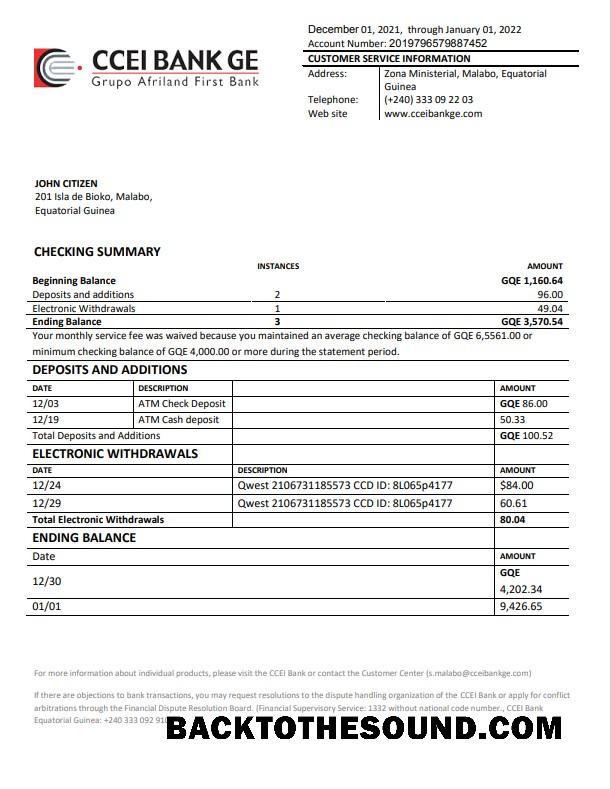 December 01, 2021, through January 01, 2022
Account Number: 2019796579887452
CCEI BANK GE
Grupo Afriland First Bank
CUSTOMER SERVICE INFORMATION
Address: Zona Ministerial, Malabo, Equatorial
Guinea
Telephone: (+240) 333 09 22 03
Web site www.cceibankge.com
JOHN CITIZEN
201 Isla de Bioko, Malabo,
Equatorial Guinea
CHECKING SUMMARY
INSTANCES AMOUNT
Beginning Balance GQE 1,160.64
Deposits and additions 2 96.00
Electronic Withdrawals 1 49.04
Ending Balance 3 GQE 3,570.54
Your monthly service fee was waived because you maintained an average checking balance of GQE 6,5561.00 or
minimum checking balance of GQE 4,000.00 or more during the statement period.
DEPOSITS AND ADDITIONS
DATE DESCRIPTION AMOUNT
12/03 ATM Check Deposit GQE 86.00
12/19 ATM Cash deposit 50.33
Total Deposits and Additions GQE 100.52
ELECTRONIC WITHDRAWALS
DATE DESCRIPTION AMOUNT
12/24 Qwest 2106731185573 CCD ID: 8L065p4177 $84.00
12/29 Qwest 2106731185573 CCD ID: 8L065p4177 60.61
Total Electronic Withdrawals 80.04
ENDING BALANCE
Date AMOUNT
12/30 GQE
4,202.34
01/01 9,426.65
For more information about individual products, please visit the CCEI Bank or contact the Customer Center (s.malabo@cceibankge.com)
If there are objections to bank transactions, you may request resolutions to the dispute handling organization of the CCEI Bank or apply for conflict
arbitrations through the Financial Dispute Resolution Board. (Financial Supervisory Service: 1332 without national code number., CCEI Bank
Equatorial Guinea: +240 333 092 91
BACKTOTHESOUND.COM